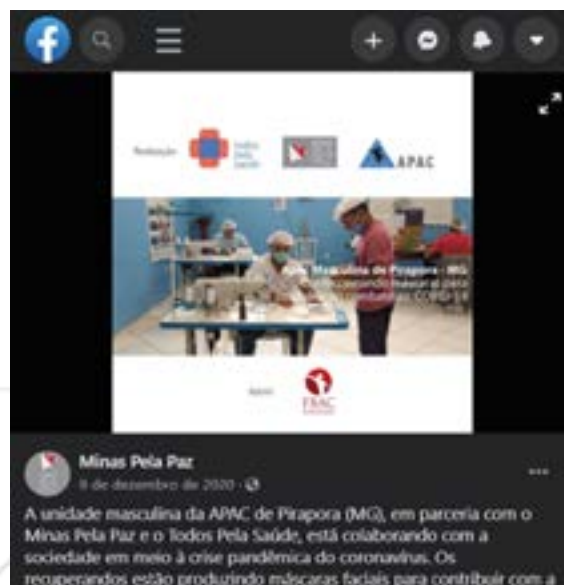 Realização
todos
pela
saúde
APAC
Apac Masculina de Pirapora - MG
COVID-19
Apoio
FBAC
Minas Pela Paz
9 de dezembro de 2020
A unidade masculina da APAC de Pirapora (MG), em parceria com o
Minas Pela Paz e o Todos Pela Saúde, está colaborando com a
sociedade em meio à crise pandêmica do coronavírus. Os
recuperandos estão produzindo máscaras faciais para contribuir com a